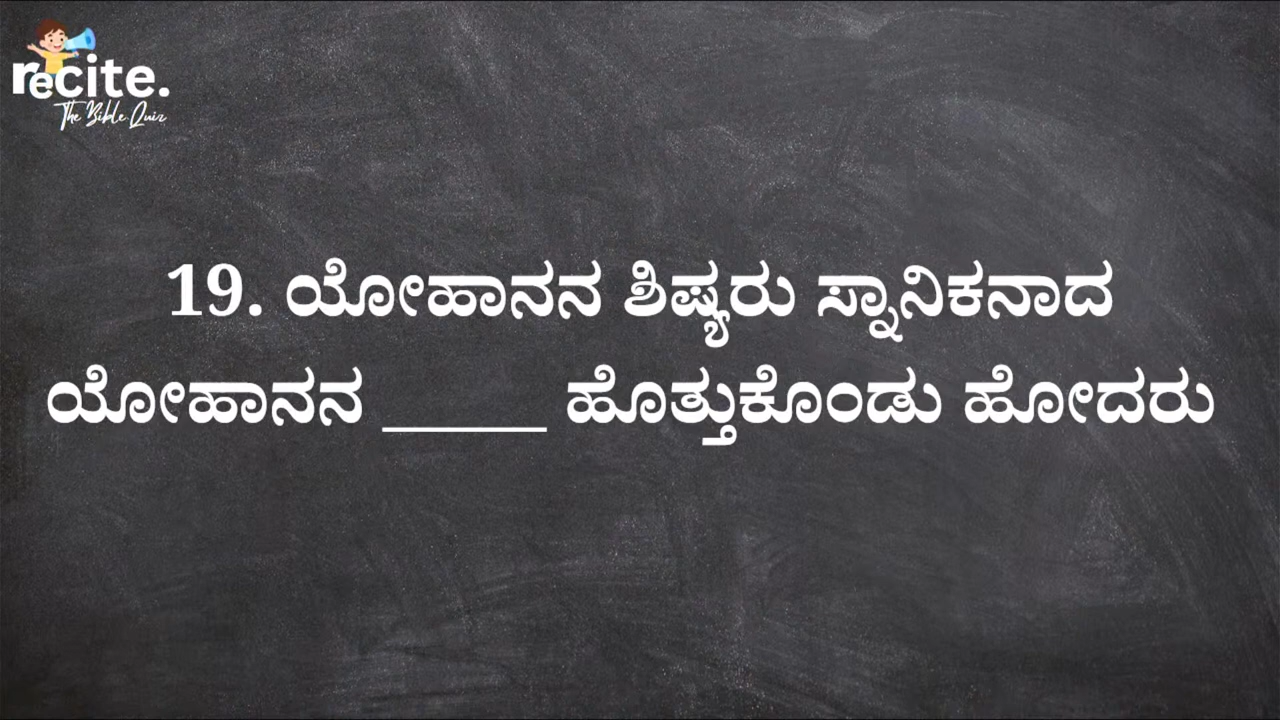 recite.
The Bible Quiz
19. ಯೋಹಾನನ ಶಿಷ್ಯರು ಸ್ನಾನಿಕನಾದ
ಯೋಹಾನನ _____ ಹೊತ್ತುಕೊಂಡು ಹೋದರು